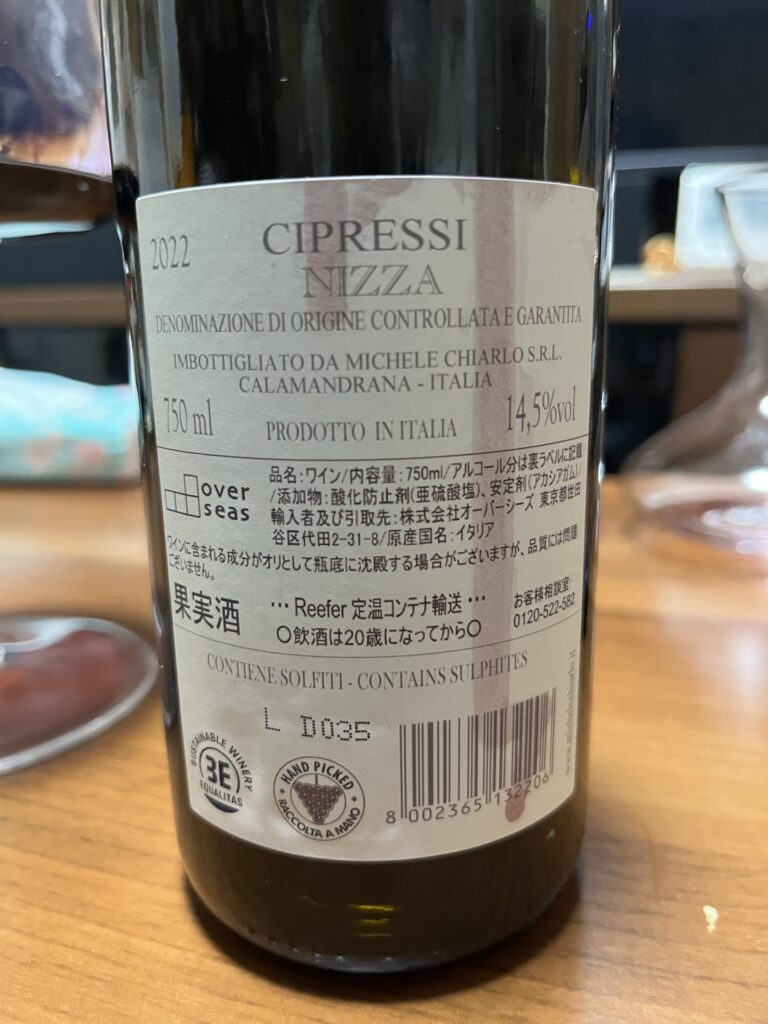 2022
CIPRESSI
NIZZA
DENOMINAZIONE DI ORIGINE CONTROLLATA E GARANTITA
IMBOTTIGLIATO DA MICHELE CHIARLO S.R.L.
CALAMANDRANA - ITALIA
750 ml
PRODOTTO IN ITALIA
14,5%vol
over
seas
品名:ワイン/内容量:750ml/アルコール分は裏ラベルに記載
/添加物:酸化防止剤(亜硫酸塩)、安定剤(アカシアガム)/
輸入者及び引取先:株式会社オーバーシーズ 東京都世田
谷区代田2-31-8/原産国名:イタリア
ワインに含まれる成分がオリとして瓶底に沈殿する場合がございますが、品質には問題
ございません。
果実酒
… Reefer 定温コンテナ輸送 …
○飲酒は20歳になってから○
お客様相談室:
0120-522-582
CONTIENE SOLFITI - CONTAINS SULPHITES
L D035
SUSTAINABLE WINERY
3E
EQUALITAS
HAND PICKED
RACCOLTA A MANO
8 002365 132206
www.michelechiarlo.it